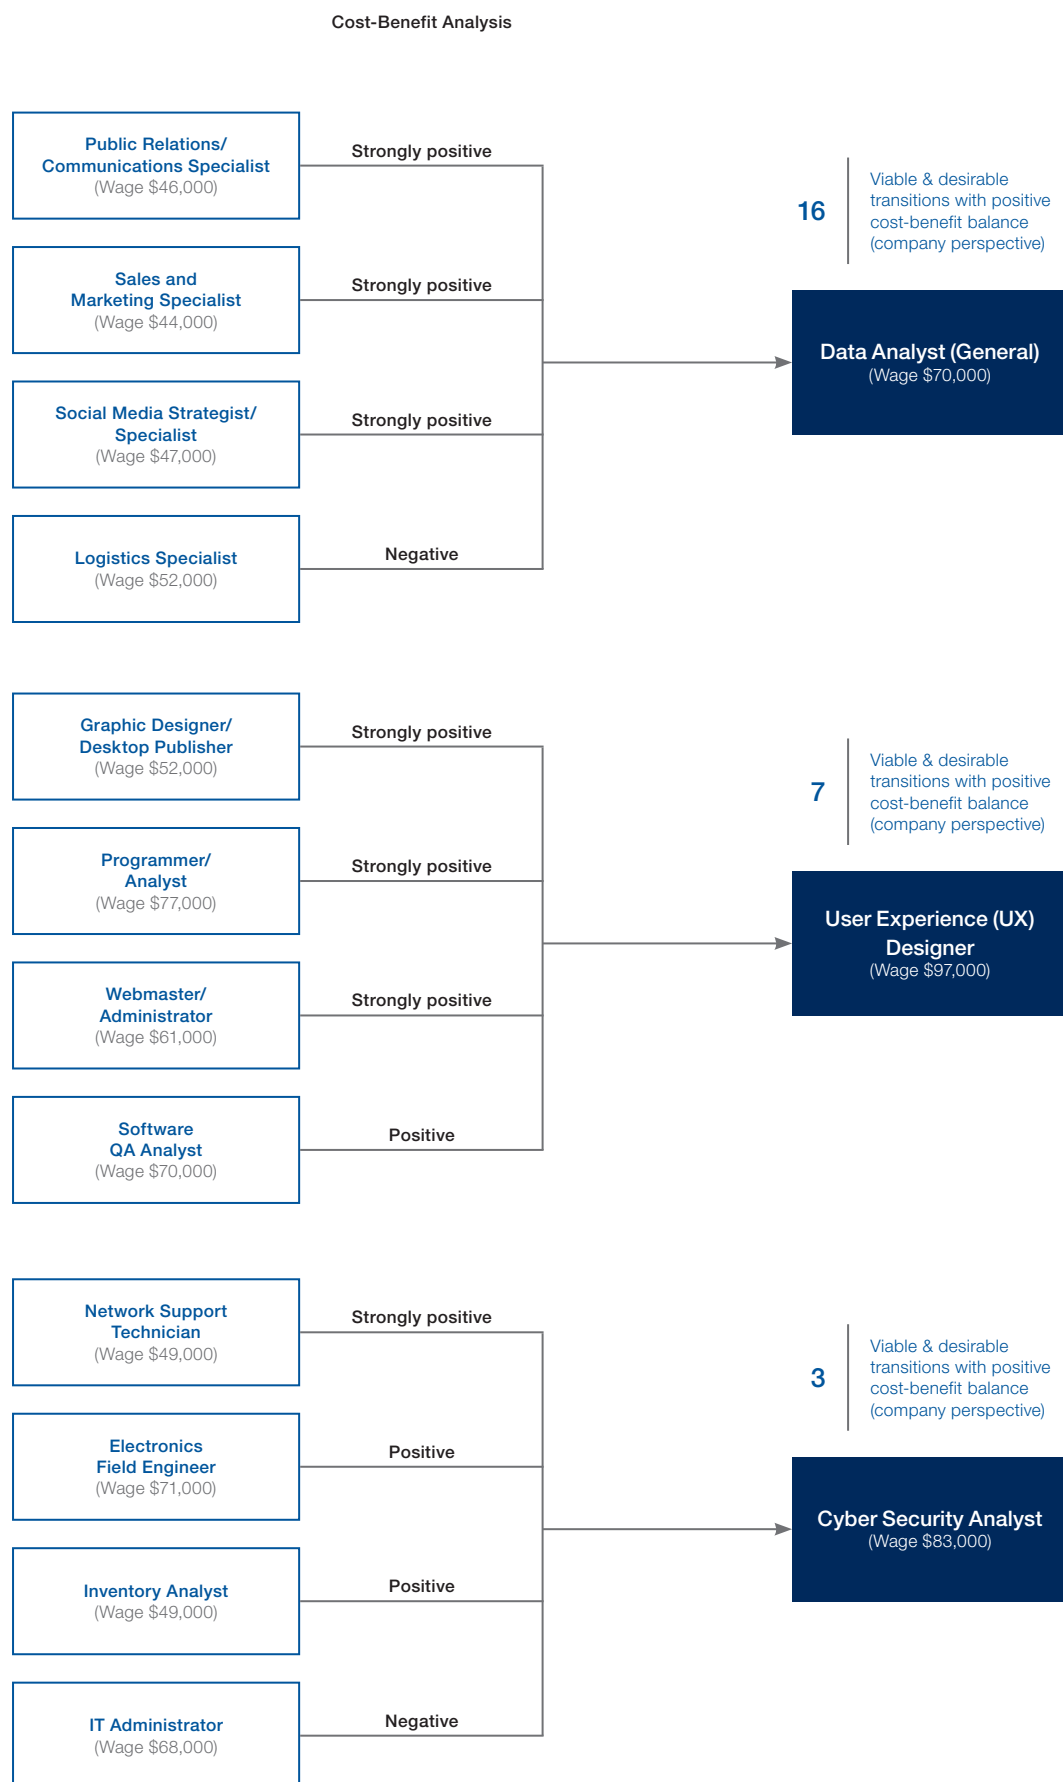 Cost-Benefit Analysis
Public Relations/
Communications Specialist
(Wage $46,000)
Strongly positive
Sales and
Marketing Specialist
(Wage $44,000)
Strongly positive
Social Media Strategist/
Specialist
(Wage $47,000)
Strongly positive
Logistics Specialist
(Wage $52,000)
Negative
16
Viable & desirable
transitions with positive
cost-benefit balance
(company perspective)
Data Analyst (General)
(Wage $70,000)
Graphic Designer/
Desktop Publisher
(Wage $52,000)
Strongly positive
Programmer/
Analyst
(Wage $77,000)
Strongly positive
Webmaster/
Administrator
(Wage $61,000)
Strongly positive
Software
QA Analyst
(Wage $70,000)
Positive
7
Viable & desirable
transitions with positive
cost-benefit balance
(company perspective)
User Experience (UX)
Designer
(Wage $97,000)
Network Support
Technician
(Wage $49,000)
Strongly positive
Electronics
Field Engineer
(Wage $71,000)
Positive
Inventory Analyst
(Wage $49,000)
Positive
IT Administrator
(Wage $68,000)
Negative
3
Viable & desirable
transitions with positive
cost-benefit balance
(company perspective)
Cyber Security Analyst
(Wage $83,000)